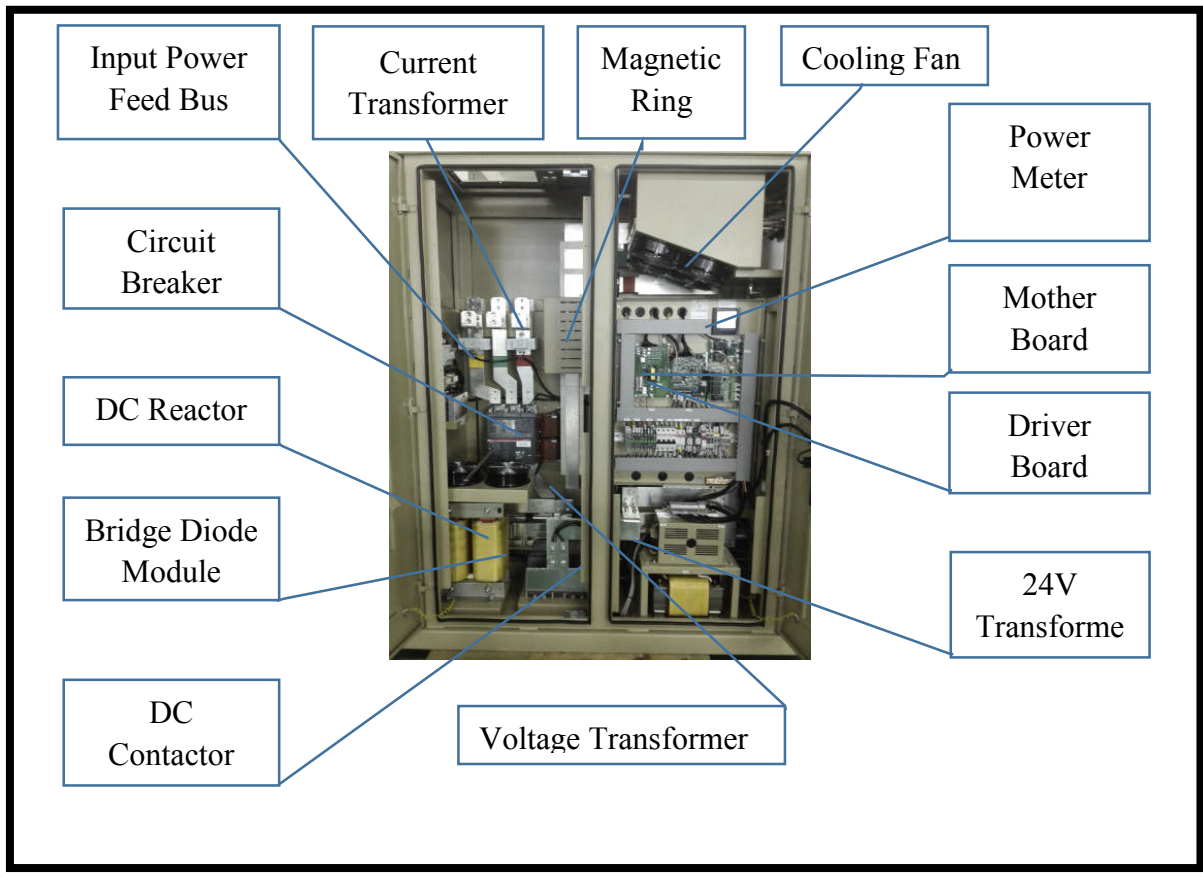 Input Power
Feed Bus
Current
Transformer
Magnetic
Ring
Cooling Fan
Power
Meter
Circuit
Breaker
Mother
Board
DC Reactor
Driver
Board
Bridge Diode
Module
24V
Transforme
DC
Contactor
Voltage Transformer